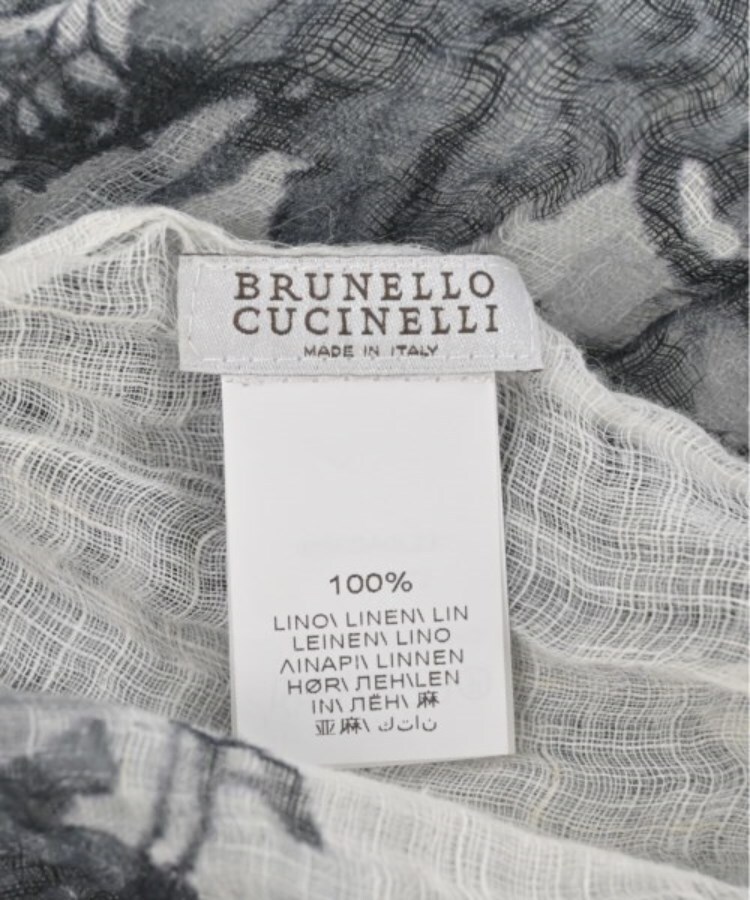 BRUNELLO
CUCINELLI
MADE IN ITALY
100%
LINO\ LINEN\ LIN
LEINEN\ LINO
ΛΙΝΑΡΙ\ LINNEN
HØR\ ЛЕН\LEN
IN\ ЛЁН\ 麻
亚麻\ ناتك